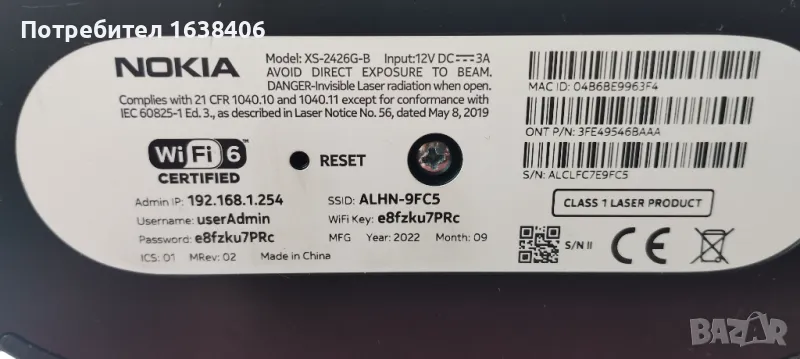 Потребител 1638406
NOKIA
Model: XS-2426G-B Input:12V DC⎓3A
AVOID DIRECT EXPOSURE TO BEAM.
DANGER-Invisible Laser radiation when open.
Complies with 21 CFR 1040.10 and 1040.11 except for conformance with
IEC 60825-1 Ed. 3., as described in Laser Notice No. 56, dated May 8, 2019
MAC ID: 04B6BE9963F4
ONT P/N: 3FE49546BAAA
S/N: ALCLFC7E9FC5
Wi Fi 6
CERTIFIED
RESET
Admin IP: 192.168.1.254
Username: userAdmin
Password: e8fzku7PRc
ICS: 01 MRev: 02 Made in China
SSID: ALHN-9FC5
WiFi Key: e8fzku7PRc
MFG Year: 2022 Month: 09
CLASS 1 LASER PRODUCT
S/N II
CE
BAZAR